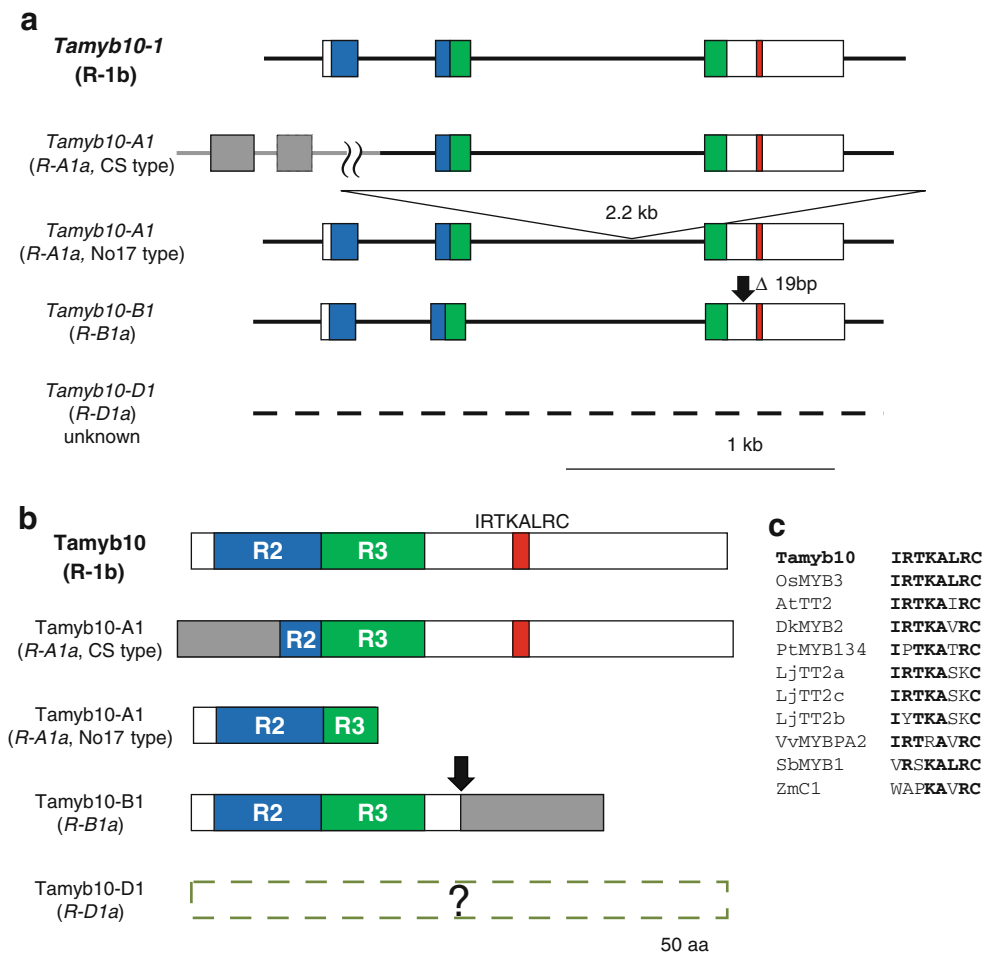 a
Tamyb10-1
(R-1b)
Tamyb10-A1
(R-A1a, CS type)
2.2 kb
Tamyb10-A1
(R-A1a, No17 type)
Δ 19bp
Tamyb10-B1
(R-B1a)
Tamyb10-D1
(R-D1a)
unknown
1 kb
b
IRTKALRC
Tamyb10
(R-1b)
R2 R3
Tamyb10-A1
(R-A1a, CS type)
R2 R3
Tamyb10-A1
(R-A1a, No17 type)
R2 R3
Tamyb10-B1
(R-B1a)
R2 R3
Tamyb10-D1
(R-D1a)
?
50 aa
c
Tamyb10 IRTKALRC
OsMYB3 IRTKALRC
AtTT2 IRTKAIRC
DkMYB2 IRTKAVRC
PtMYB134 IPTKATRC
LjTT2a IRTKASKC
LjTT2c IRTKASKC
LjTT2b IYTKASKC
VvMYBPA2 IRTRAVRC
SbMYB1 VRSKALRC
ZmC1 WAPKAVRC